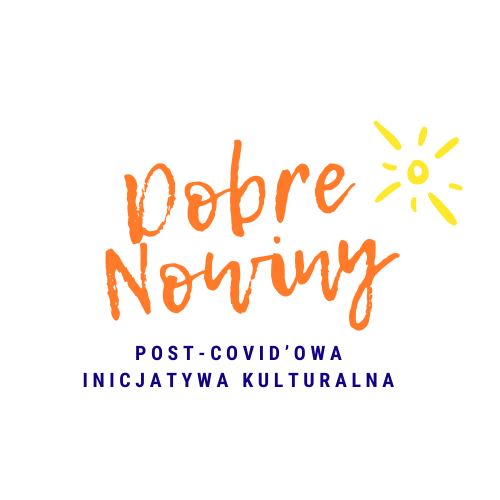 Dobre
Nowiny
POST-COVID’OWA
INICJATYWA KULTURALNA